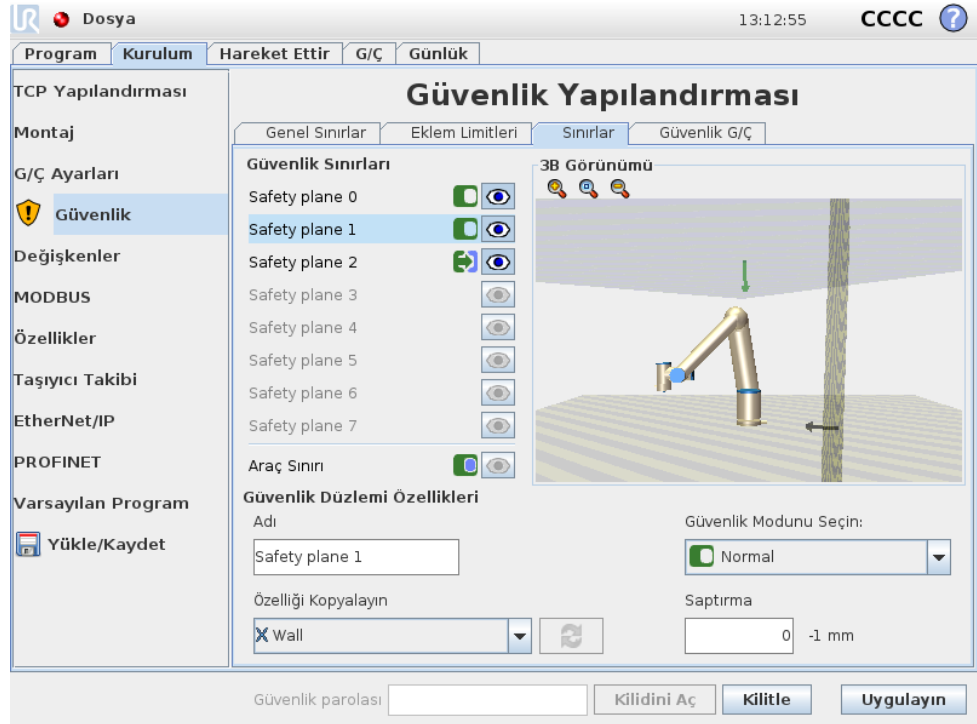 UR Dosya 13:12:55 CCCC ?
Program Kurulum Hareket Ettir G/Ç Günlük
TCP Yapılandırması
Montaj
G/Ç Ayarları
Güvenlik
Değişkenler
MODBUS
Özellikler
Taşıyıcı Takibi
EtherNet/IP
PROFINET
Varsayılan Program
Yükle/Kaydet
Güvenlik Yapılandırması
Genel Sınırlar Eklem Limitleri Sınırlar Güvenlik G/Ç
Güvenlik Sınırları
Safety plane 0
Safety plane 1
Safety plane 2
Safety plane 3
Safety plane 4
Safety plane 5
Safety plane 6
Safety plane 7
Araç Sınırı
3B Görünümü
Güvenlik Düzlemi Özellikleri
Adı
Safety plane 1
Güvenlik Modunu Seçin:
Normal
Özelliği Kopyalayın
Wall
Saptırma
0 -1 mm
Güvenlik parolası Kilidini Aç Kilitle Uygulayın